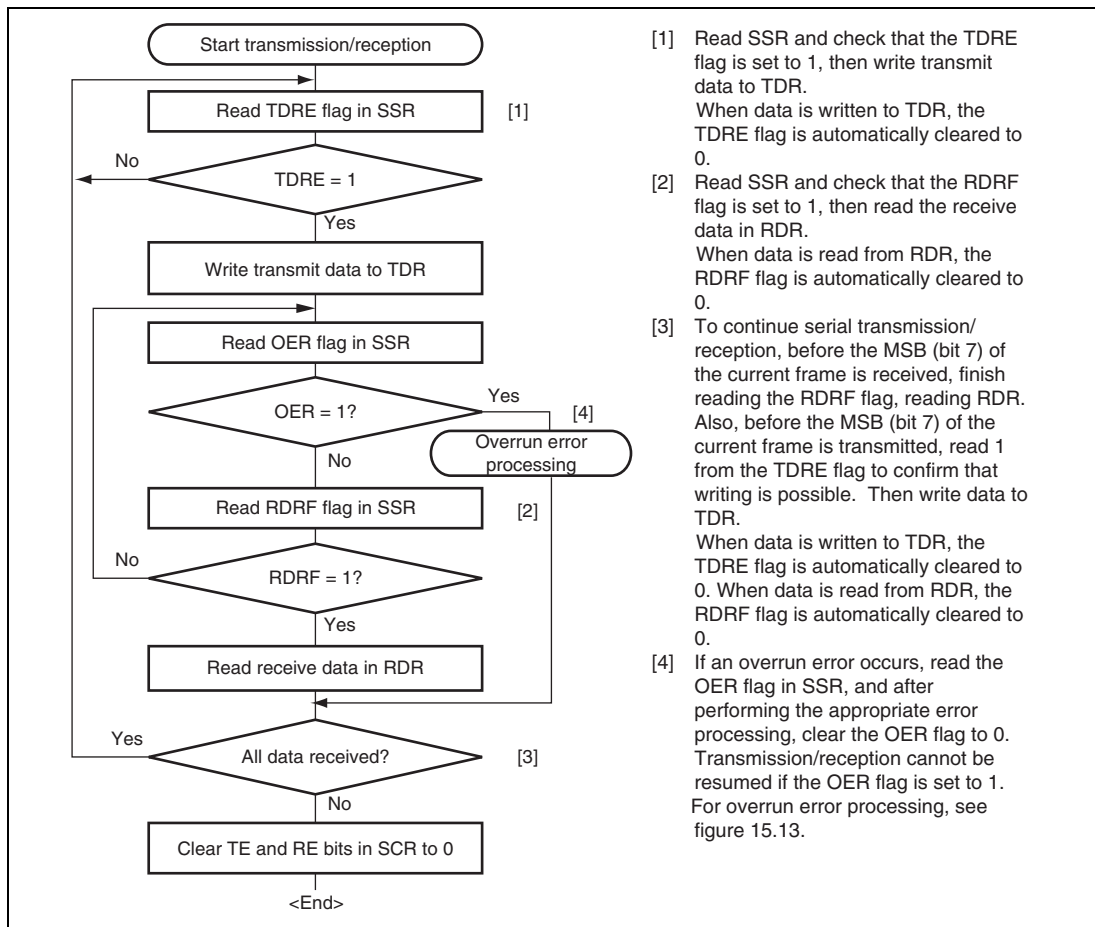 Start transmission/reception
Read TDRE flag in SSR
[1]
No
TDRE = 1
Yes
Write transmit data to TDR
Read OER flag in SSR
OER = 1?
Yes
[4]
Overrun error
processing
No
Read RDRF flag in SSR
[2]
No
RDRF = 1?
Yes
Read receive data in RDR
Yes
All data received?
[3]
No
Clear TE and RE bits in SCR to 0
<End>
[1] Read SSR and check that the TDRE
flag is set to 1, then write transmit
data to TDR.
When data is written to TDR, the
TDRE flag is automatically cleared to
0.
[2] Read SSR and check that the RDRF
flag is set to 1, then read the receive
data in RDR.
When data is read from RDR, the
RDRF flag is automatically cleared to
0.
[3] To continue serial transmission/
reception, before the MSB (bit 7) of
the current frame is received, finish
reading the RDRF flag, reading RDR.
Also, before the MSB (bit 7) of the
current frame is transmitted, read 1
from the TDRE flag to confirm that
writing is possible. Then write data to
TDR.
When data is written to TDR, the
TDRE flag is automatically cleared to
0. When data is read from RDR, the
RDRF flag is automatically cleared to
0.
[4] If an overrun error occurs, read the
OER flag in SSR, and after
performing the appropriate error
processing, clear the OER flag to 0.
Transmission/reception cannot be
resumed if the OER flag is set to 1.
For overrun error processing, see
figure 15.13.